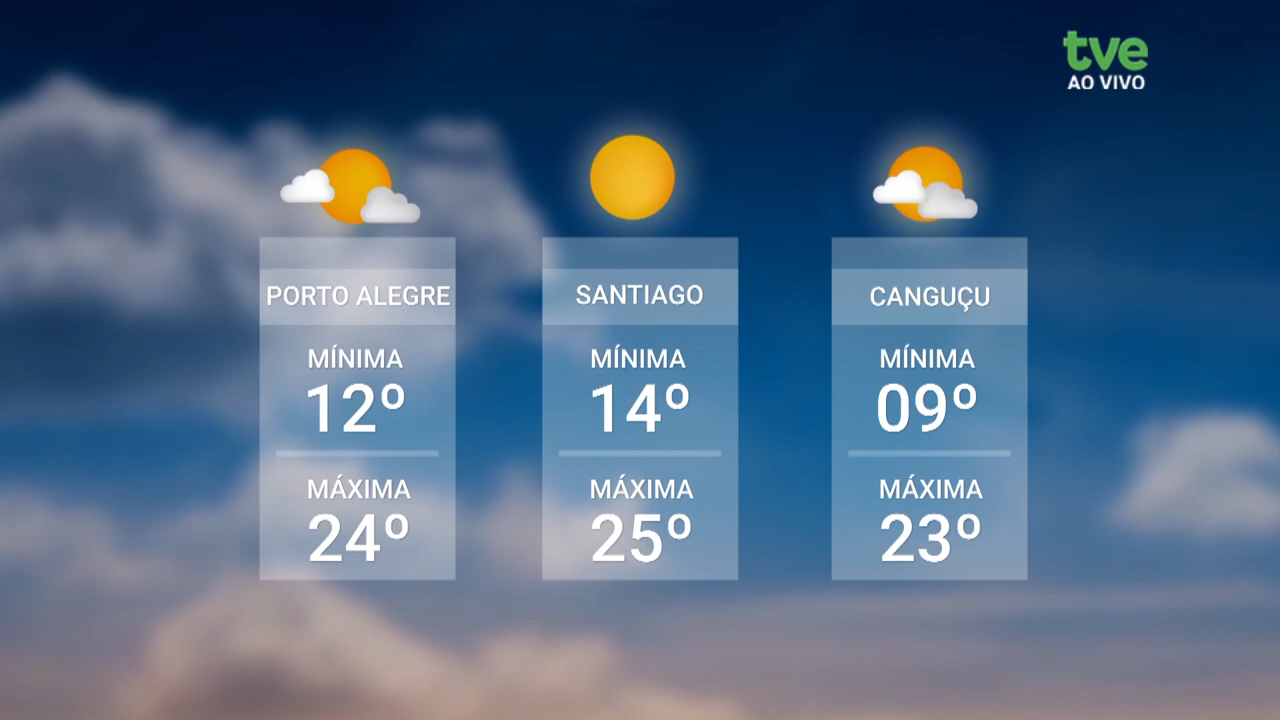 tve
AO VIVO
PORTO ALEGRE
MÍNIMA
12º
MÁXIMA
24º
SANTIAGO
MÍNIMA
14º
MÁXIMA
25º
CANGUÇU
MÍNIMA
09º
MÁXIMA
23º